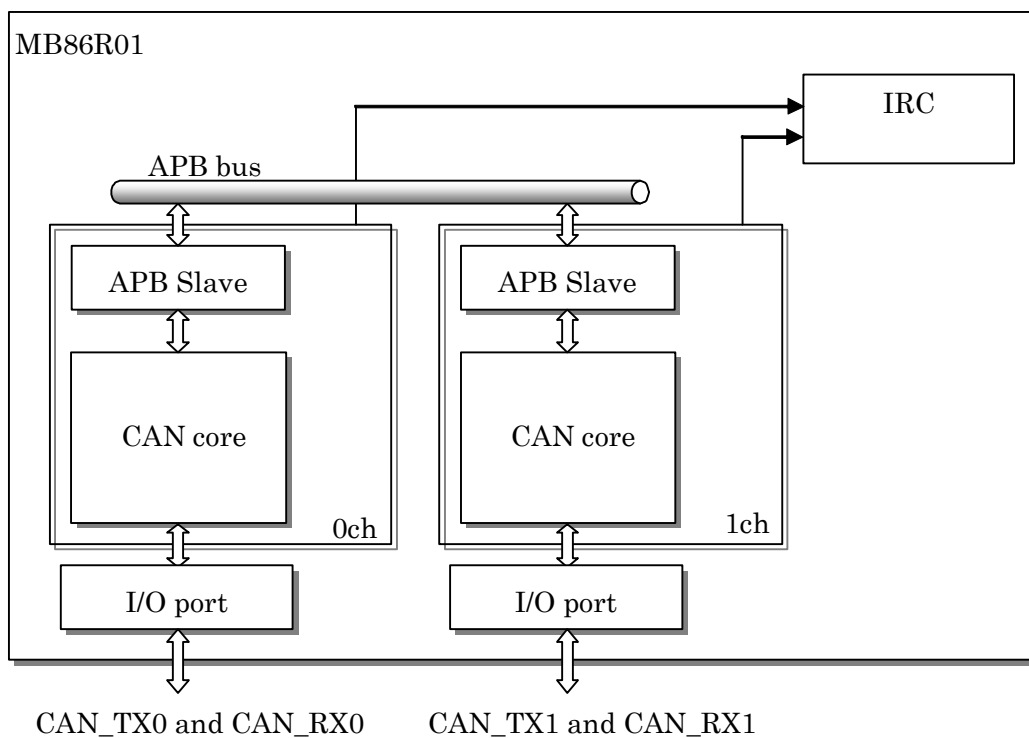 MB86R01
IRC
APB bus
APB Slave
APB Slave
CAN core
CAN core
0ch
1ch
I/O port
I/O port
CAN_TX0 and CAN_RX0
CAN_TX1 and CAN_RX1